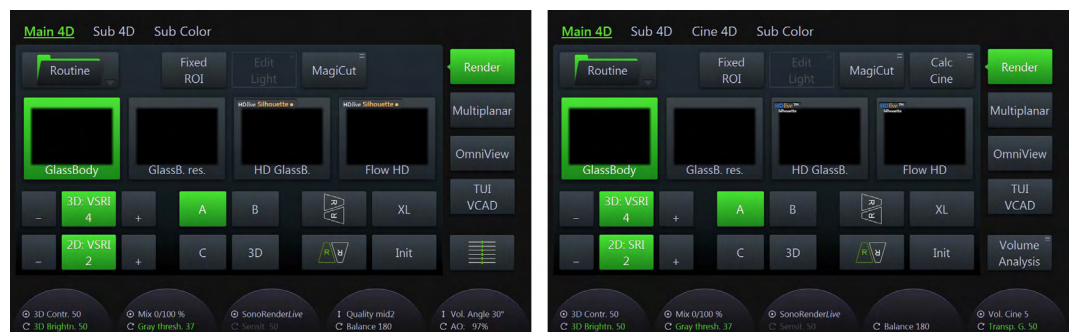 Main 4D Sub 4D Sub Color
Routine Fixed ROI Edit Light MagiCut Render
HDlive Silhouette HDlive Silhouette
GlassBody GlassB. res. HD GlassB. Flow HD
Multiplanar
OmniView
TUI VCAD
- 3D: VSRI 4 + A B R R XL
- 2D: VSRI 2 + C 3D R R Init
3D Contr. 50 Mix 0/100 % SonoRenderLive Quality mid2 Vol. Angle 30°
3D Brightn. 50 Gray thresh. 37 Sensit. 50 Balance 180 AO: 97%
Main 4D Sub 4D Cine 4D Sub Color
Routine Fixed ROI Edit Light MagiCut Calc Cine Render
HDlive Silhouette HDlive Silhouette
GlassBody GlassB. res. HD GlassB. Flow HD
Multiplanar
OmniView
TUI VCAD
- 3D: VSRI 4 + A B R R XL
- 2D: SRI 2 + C 3D R R Init
Volume Analysis
3D Contr. 50 Mix 0/100 % SonoRenderLive Vol. Cine 5
3D Brightn. 50 Gray thresh. 37 Sensit. 50 Balance 180 Transp. G. 50